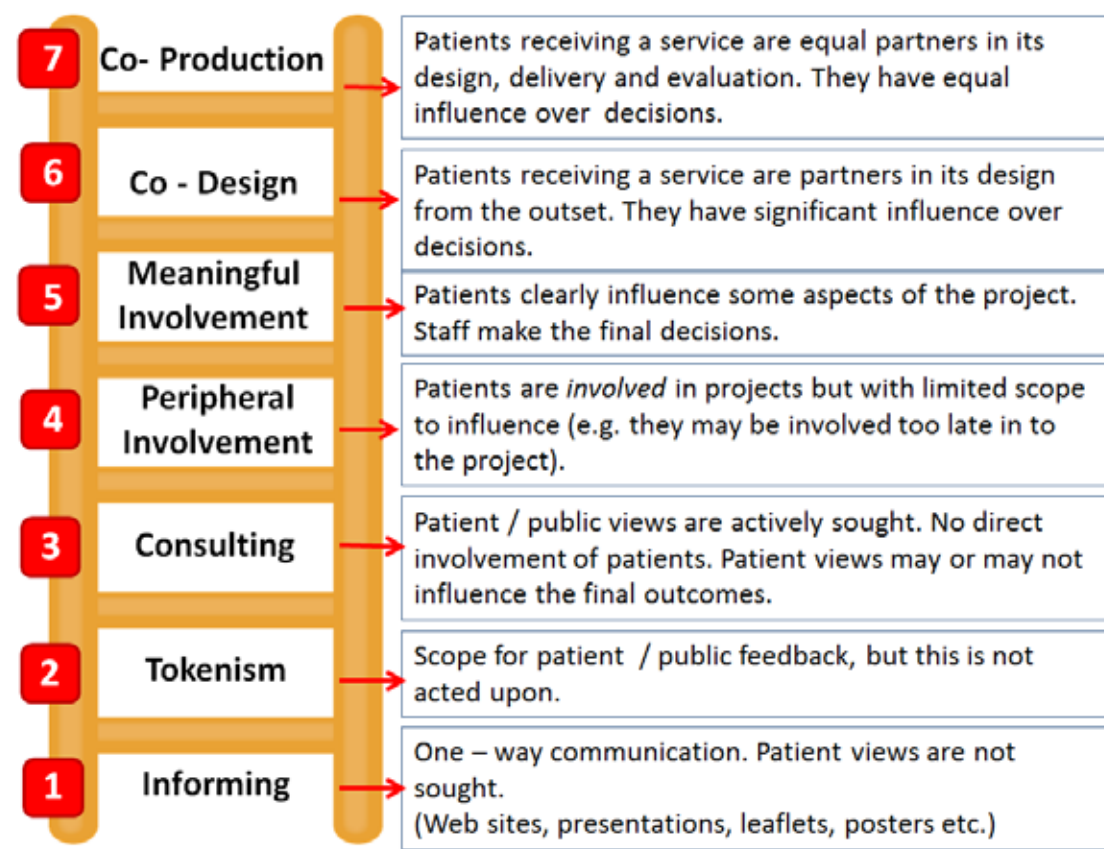 7
Co- Production
Patients receiving a service are equal partners in its
design, delivery and evaluation. They have equal
influence over decisions.
6
Co - Design
Patients receiving a service are partners in its design
from the outset. They have significant influence over
decisions.
5
Meaningful
Involvement
Patients clearly influence some aspects of the project.
Staff make the final decisions.
4
Peripheral
Involvement
Patients are involved in projects but with limited scope
to influence (e.g. they may be involved too late in to
the project).
3
Consulting
Patient / public views are actively sought. No direct
involvement of patients. Patient views may or may not
influence the final outcomes.
2
Tokenism
Scope for patient / public feedback, but this is not
acted upon.
1
Informing
One – way communication. Patient views are not
sought.
(Web sites, presentations, leaflets, posters etc.)